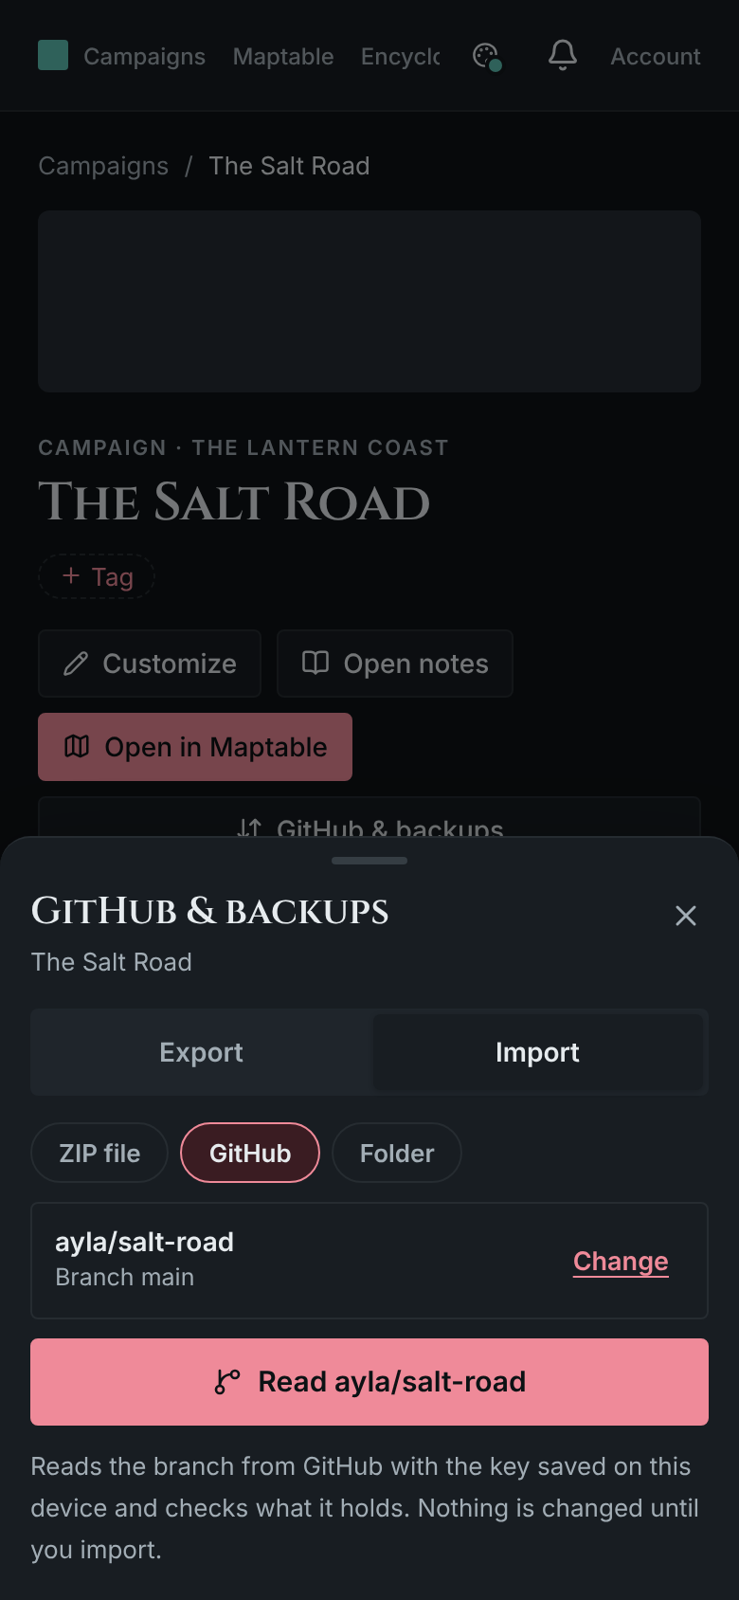 Campaigns Maptable Encyclc Account
Campaigns / The Salt Road
CAMPAIGN · THE LANTERN COAST
The Salt Road
+ Tag
Customize Open notes
Open in Maptable
GitHub & backups
GitHub & backups
The Salt Road
Export Import
ZIP file GitHub Folder
ayla/salt-road
Branch main
Change
Read ayla/salt-road
Reads the branch from GitHub with the key saved on this
device and checks what it holds. Nothing is changed until
you import.